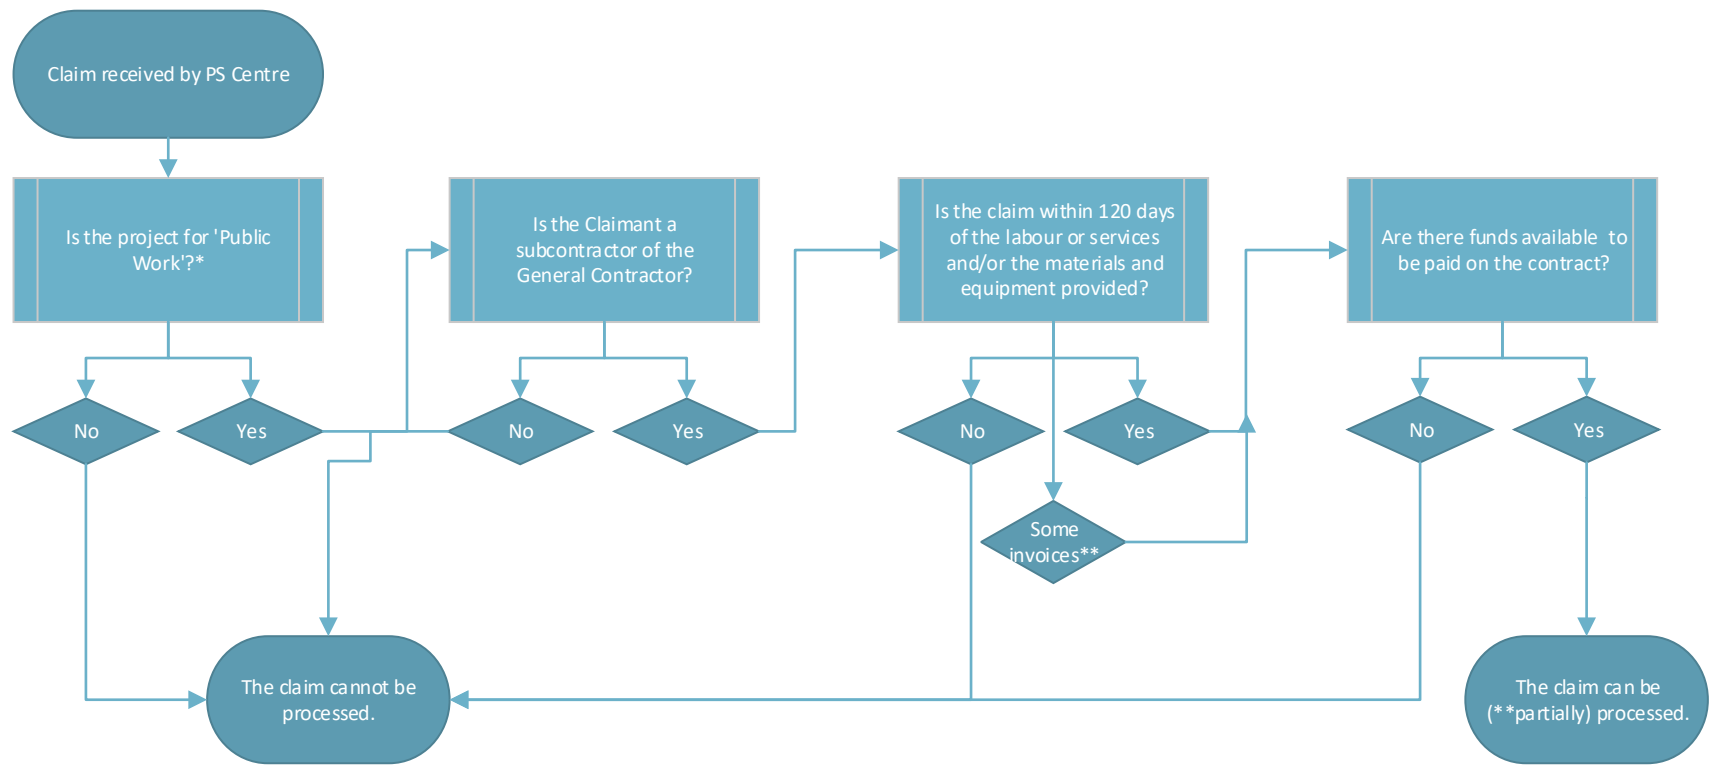 Claim received by PS Centre
Is the project for 'Public
Work'?*
Is the Claimant a
subcontractor of the
General Contractor?
Is the claim within 120 days
of the labour or services
and/or the materials and
equipment provided?
Are there funds available to
be paid on the contract?
No
Yes
No
Yes
No
Yes
No
Yes
Some
invoices**
The claim cannot be
processed.
The claim can be
(**partially) processed.